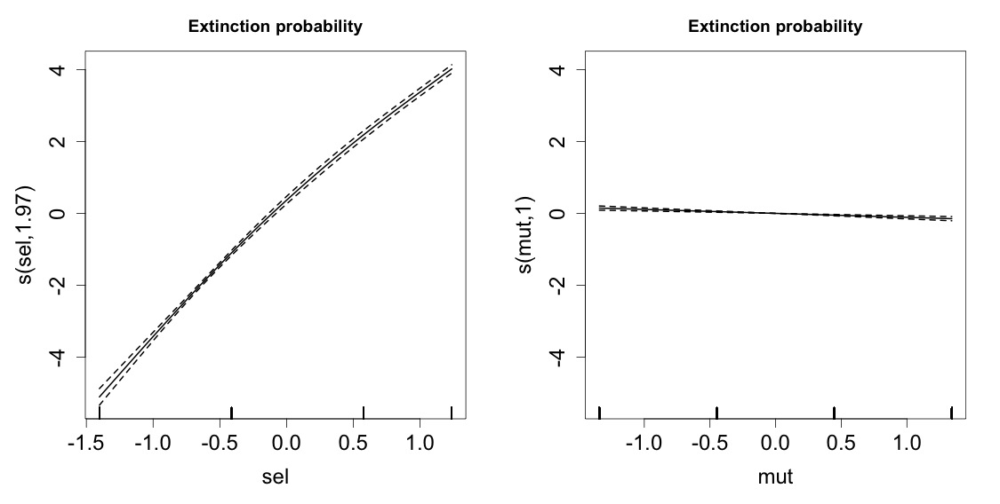 Extinction probability
s(sel,1.97)
4
2
0
-2
-4
-1.5 -1.0 -0.5 0.0 0.5 1.0
sel
Extinction probability
s(mut,1)
4
2
0
-2
-4
-1.0 -0.5 0.0 0.5 1.0
mut